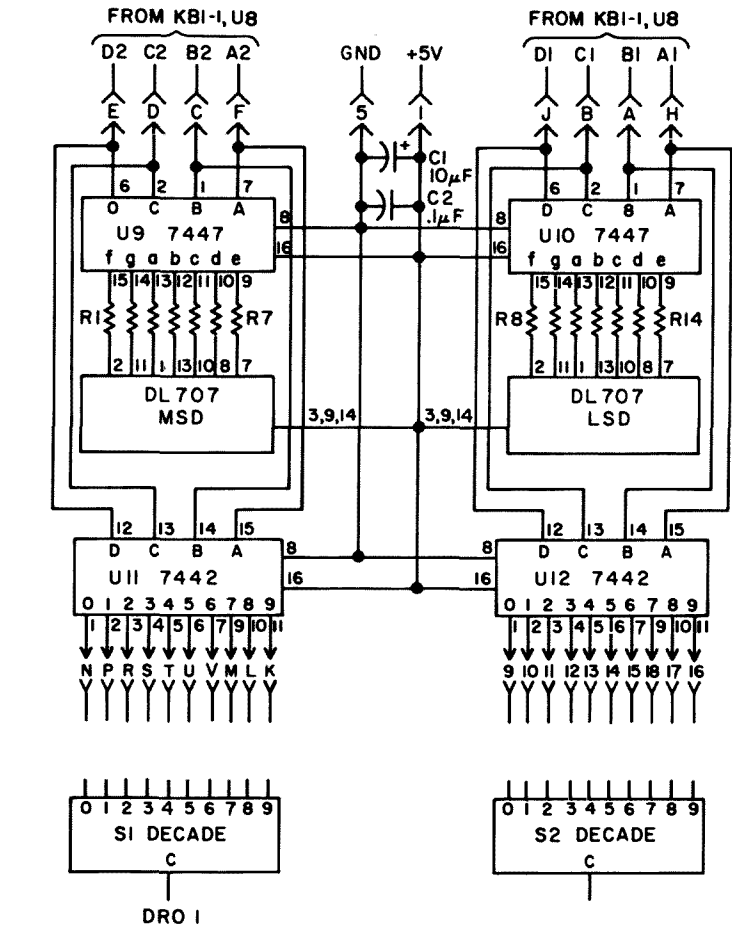 FROM KB1-1, U8 FROM KB1-1, U8
D2 C2 B2 A2 GND +5V D1 C1 B1 A1
E D C F 5 1 J B A H
+ C1
10µF
C2
.1µF
6 2 1 7 6 2 1 7
O C B A 8 8 D C B A
U9 7447 U10 7447
16 16
f g a b c d e f g a b c d e
15 14 13 12 11 10 9 15 14 13 12 11 10 9
R1 R7 R8 R14
2 11 1 13 10 8 7 2 11 1 13 10 8 7
DL707 DL707
MSD 3,9,14 3,9,14 LSD
12 13 14 15 12 13 14 15
D C B A 8 8 D C B A
U11 7442 16 16 U12 7442
0 1 2 3 4 5 6 7 8 9 0 1 2 3 4 5 6 7 8 9
1 2 3 4 5 6 7 9 10 11 1 2 3 4 5 6 7 9 10 11
N P R S T U V M L K 9 10 11 12 13 14 15 18 17 16
0 1 2 3 4 5 6 7 8 9 0 1 2 3 4 5 6 7 8 9
S1 DECADE S2 DECADE
C C
DRO 1